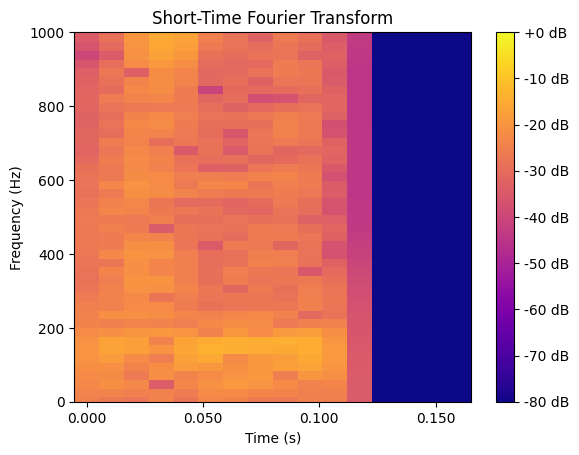 Short-Time Fourier Transform
Frequency (Hz)
1000
800
600
400
200
0
0.000
0.050
0.100
0.150
Time (s)
+0 dB
-10 dB
-20 dB
-30 dB
-40 dB
-50 dB
-60 dB
-70 dB
-80 dB